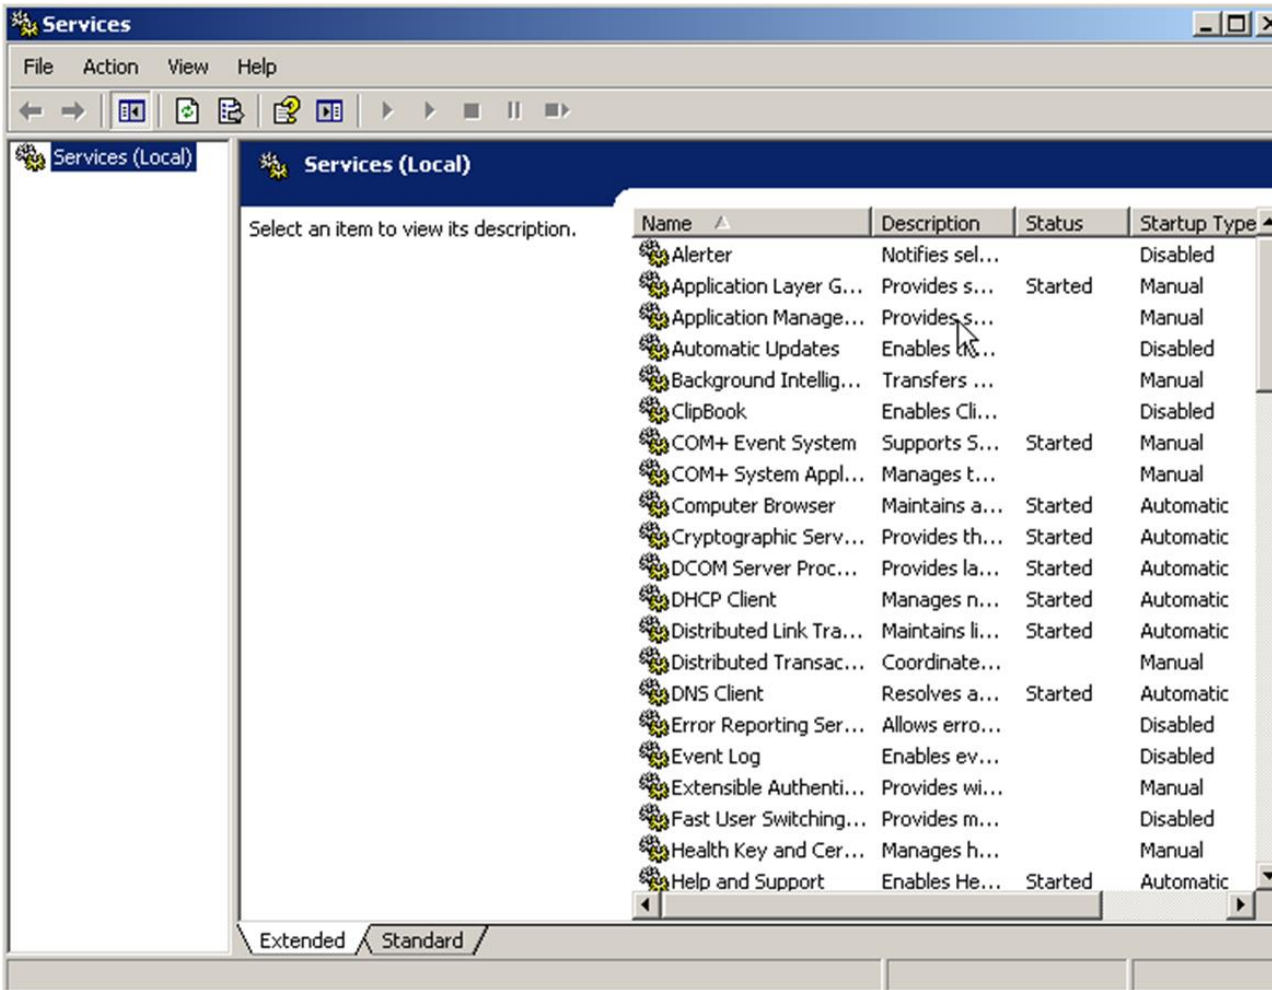 Services
File Action View Help
Services (Local)
Services (Local)
Select an item to view its description.
Name Description Status Startup Type
Alerter Notifies sel... Disabled
Application Layer G... Provides s... Started Manual
Application Manage... Provides s... Manual
Automatic Updates Enables th... Disabled
Background Intellig... Transfers ... Manual
ClipBook Enables Cli... Disabled
COM+ Event System Supports S... Started Manual
COM+ System Appl... Manages t... Manual
Computer Browser Maintains a... Started Automatic
Cryptographic Serv... Provides th... Started Automatic
DCOM Server Proc... Provides la... Started Automatic
DHCP Client Manages n... Started Automatic
Distributed Link Tra... Maintains li... Started Automatic
Distributed Transac... Coordinate... Manual
DNS Client Resolves a... Started Automatic
Error Reporting Ser... Allows erro... Disabled
Event Log Enables ev... Disabled
Extensible Authenti... Provides wi... Manual
Fast User Switching... Provides m... Disabled
Health Key and Cer... Manages h... Manual
Help and Support Enables He... Started Automatic
Extended Standard